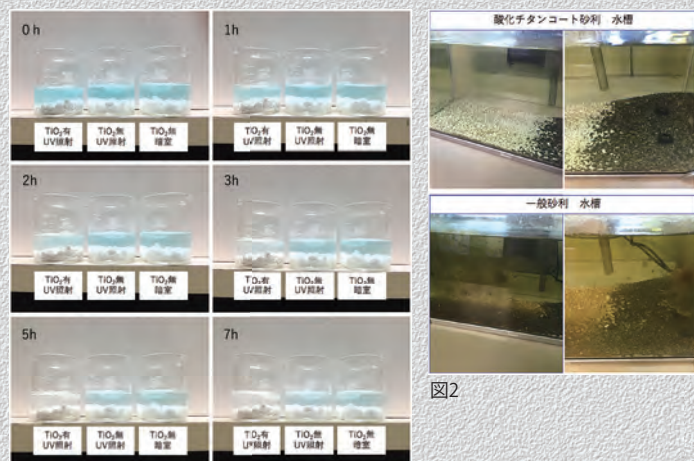 0 h
TiO₂有
UV照射
TiO₂無
UV照射
TiO₂無
暗室
1h
TiO₂有
UV照射
TiO₂無
UV照射
TiO₂無
暗室
2h
TiO₂有
UV照射
TiO₂無
UV照射
TiO₂無
暗室
3h
TiO₂有
UV照射
TiO₂無
UV照射
TiO₂無
暗室
5h
TiO₂有
UV照射
TiO₂無
UV照射
TiO₂無
暗室
7h
TiO₂有
UV照射
TiO₂無
UV照射
TiO₂無
暗室
酸化チタンコート砂利 水槽
一般砂利 水槽
図2